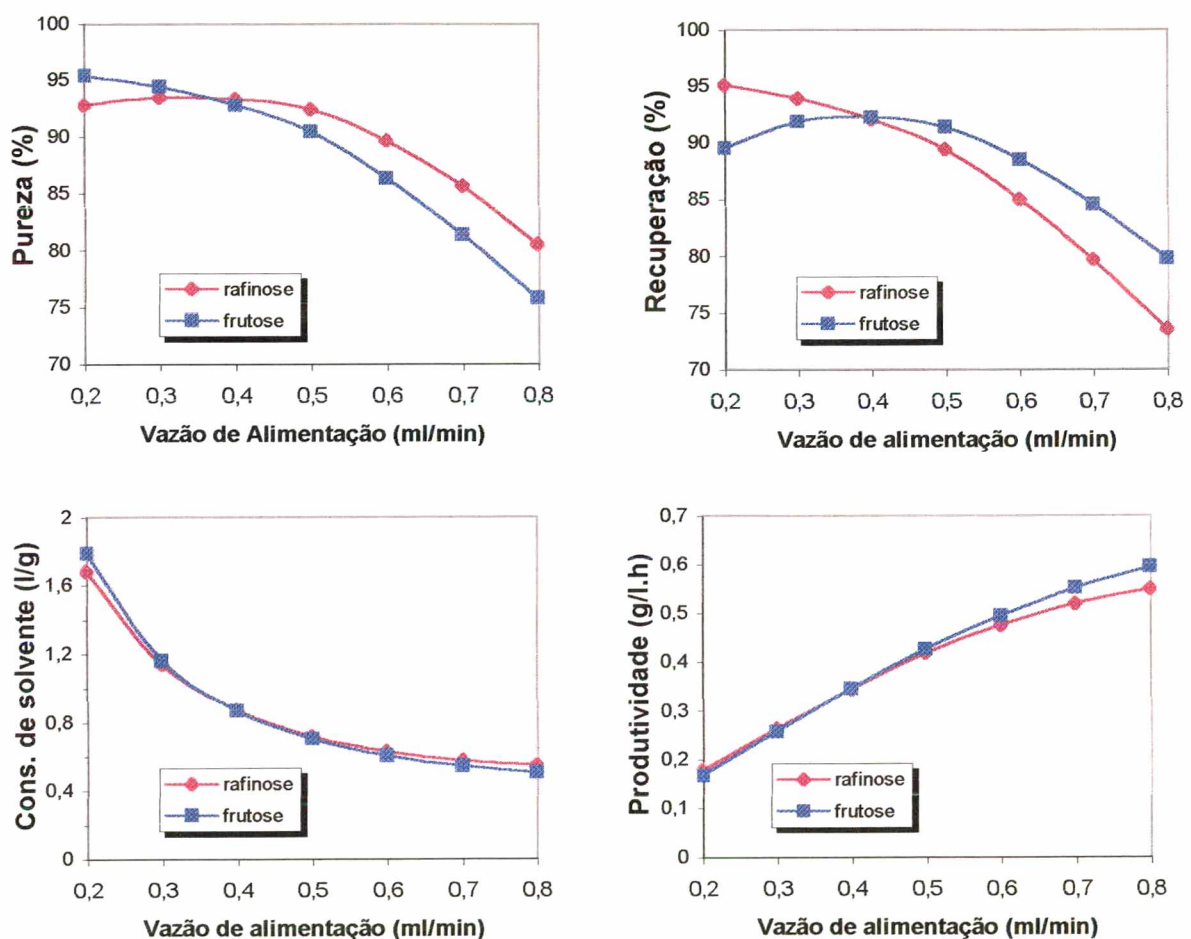 Pureza (%)
100
95
90
85
80
75
70
rafinose
frutose
0,2 0,3 0,4 0,5 0,6 0,7 0,8
Vazão de Alimentação (ml/min)
Recuperação (%)
100
95
90
85
80
75
70
rafinose
frutose
0,2 0,3 0,4 0,5 0,6 0,7 0,8
Vazão de alimentação (ml/min)
Cons. de solvente (l/g)
2
1,6
1,2
0,8
0,4
0
rafinose
frutose
0,2 0,3 0,4 0,5 0,6 0,7 0,8
Vazão de alimentação (ml/min)
Produtividade (g/l.h)
0,7
0,6
0,5
0,4
0,3
0,2
0,1
0
rafinose
frutose
0,2 0,3 0,4 0,5 0,6 0,7 0,8
Vazão de alimentação (ml/min)